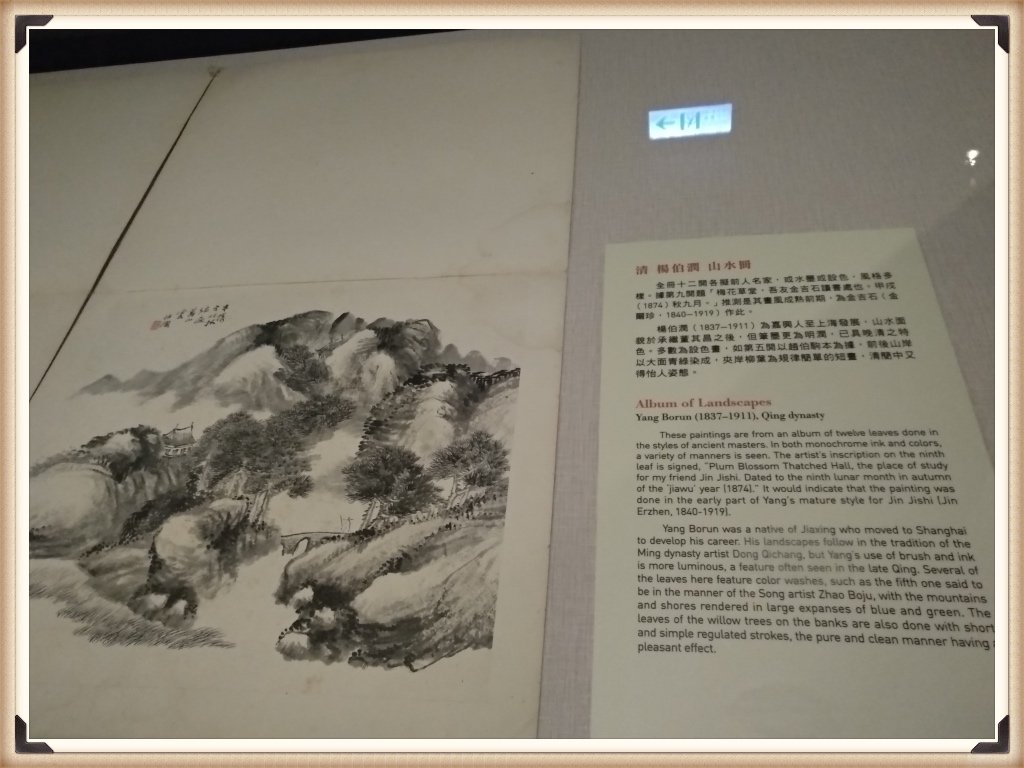 清 楊伯潤 山水圖
全冊十二開各擬前人名家，或水墨或設色，風格多
樣。據第九開題「梅花草堂，吾友金吉石讀書處也。甲戌
（1874）秋九月。」推測是其畫風成熟前期，為金吉石（金
爾珍，1840-1919）作此。
楊伯潤（1837-1911）為嘉興人至上海發展，山水面
貌於承繼董其昌之後，但筆墨更為明潤，已具晚清之特
色。多數為設色畫，如第五開以趙伯駒本為據，前後山岸
以大面青綠染成，夾岸柳葉為規律簡單的短畫，清簡中又
得怡人姿態。
Album of Landscapes
Yang Borun (1837–1911), Qing dynasty
These paintings are from an album of twelve leaves done in
the styles of ancient masters. In both monochrome ink and colors,
a variety of manners is seen. The artist's inscription on the ninth
leaf is signed, "Plum Blossom Thatched Hall, the place of study
for my friend Jin Jishi. Dated to the ninth lunar month in autumn
of the 'jiawu' year (1874)." It would indicate that the painting was
done in the early part of Yang's mature style for Jin Jishi (Jin
Erzhen, 1840-1919).
Yang Borun was a native of Jiaxing who moved to Shanghai
to develop his career. His landscapes follow in the tradition of the
Ming dynasty artist Dong Qichang, but Yang's use of brush and ink
is more luminous, a feature often seen in the late Qing. Several of
the leaves here feature color washes, such as the fifth one said to
be in the manner of the Song artist Zhao Boju, with the mountains
and shores rendered in large expanses of blue and green. The
leaves of the willow trees on the banks are also done with short
and simple regulated strokes, the pure and clean manner having
pleasant effect.